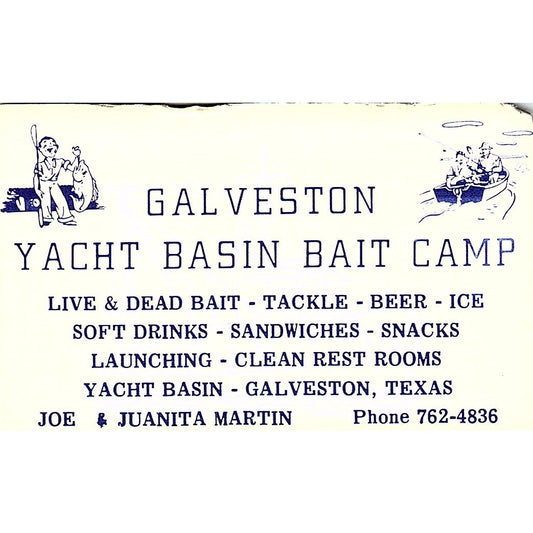 GALVESTON
YACHT BASIN BAIT CAMP
LIVE & DEAD BAIT - TACKLE - BEER - ICE
SOFT DRINKS - SANDWICHES - SNACKS
LAUNCHING - CLEAN REST ROOMS
YACHT BASIN - GALVESTON, TEXAS
JOE & JUANITA MARTIN Phone 762-4836